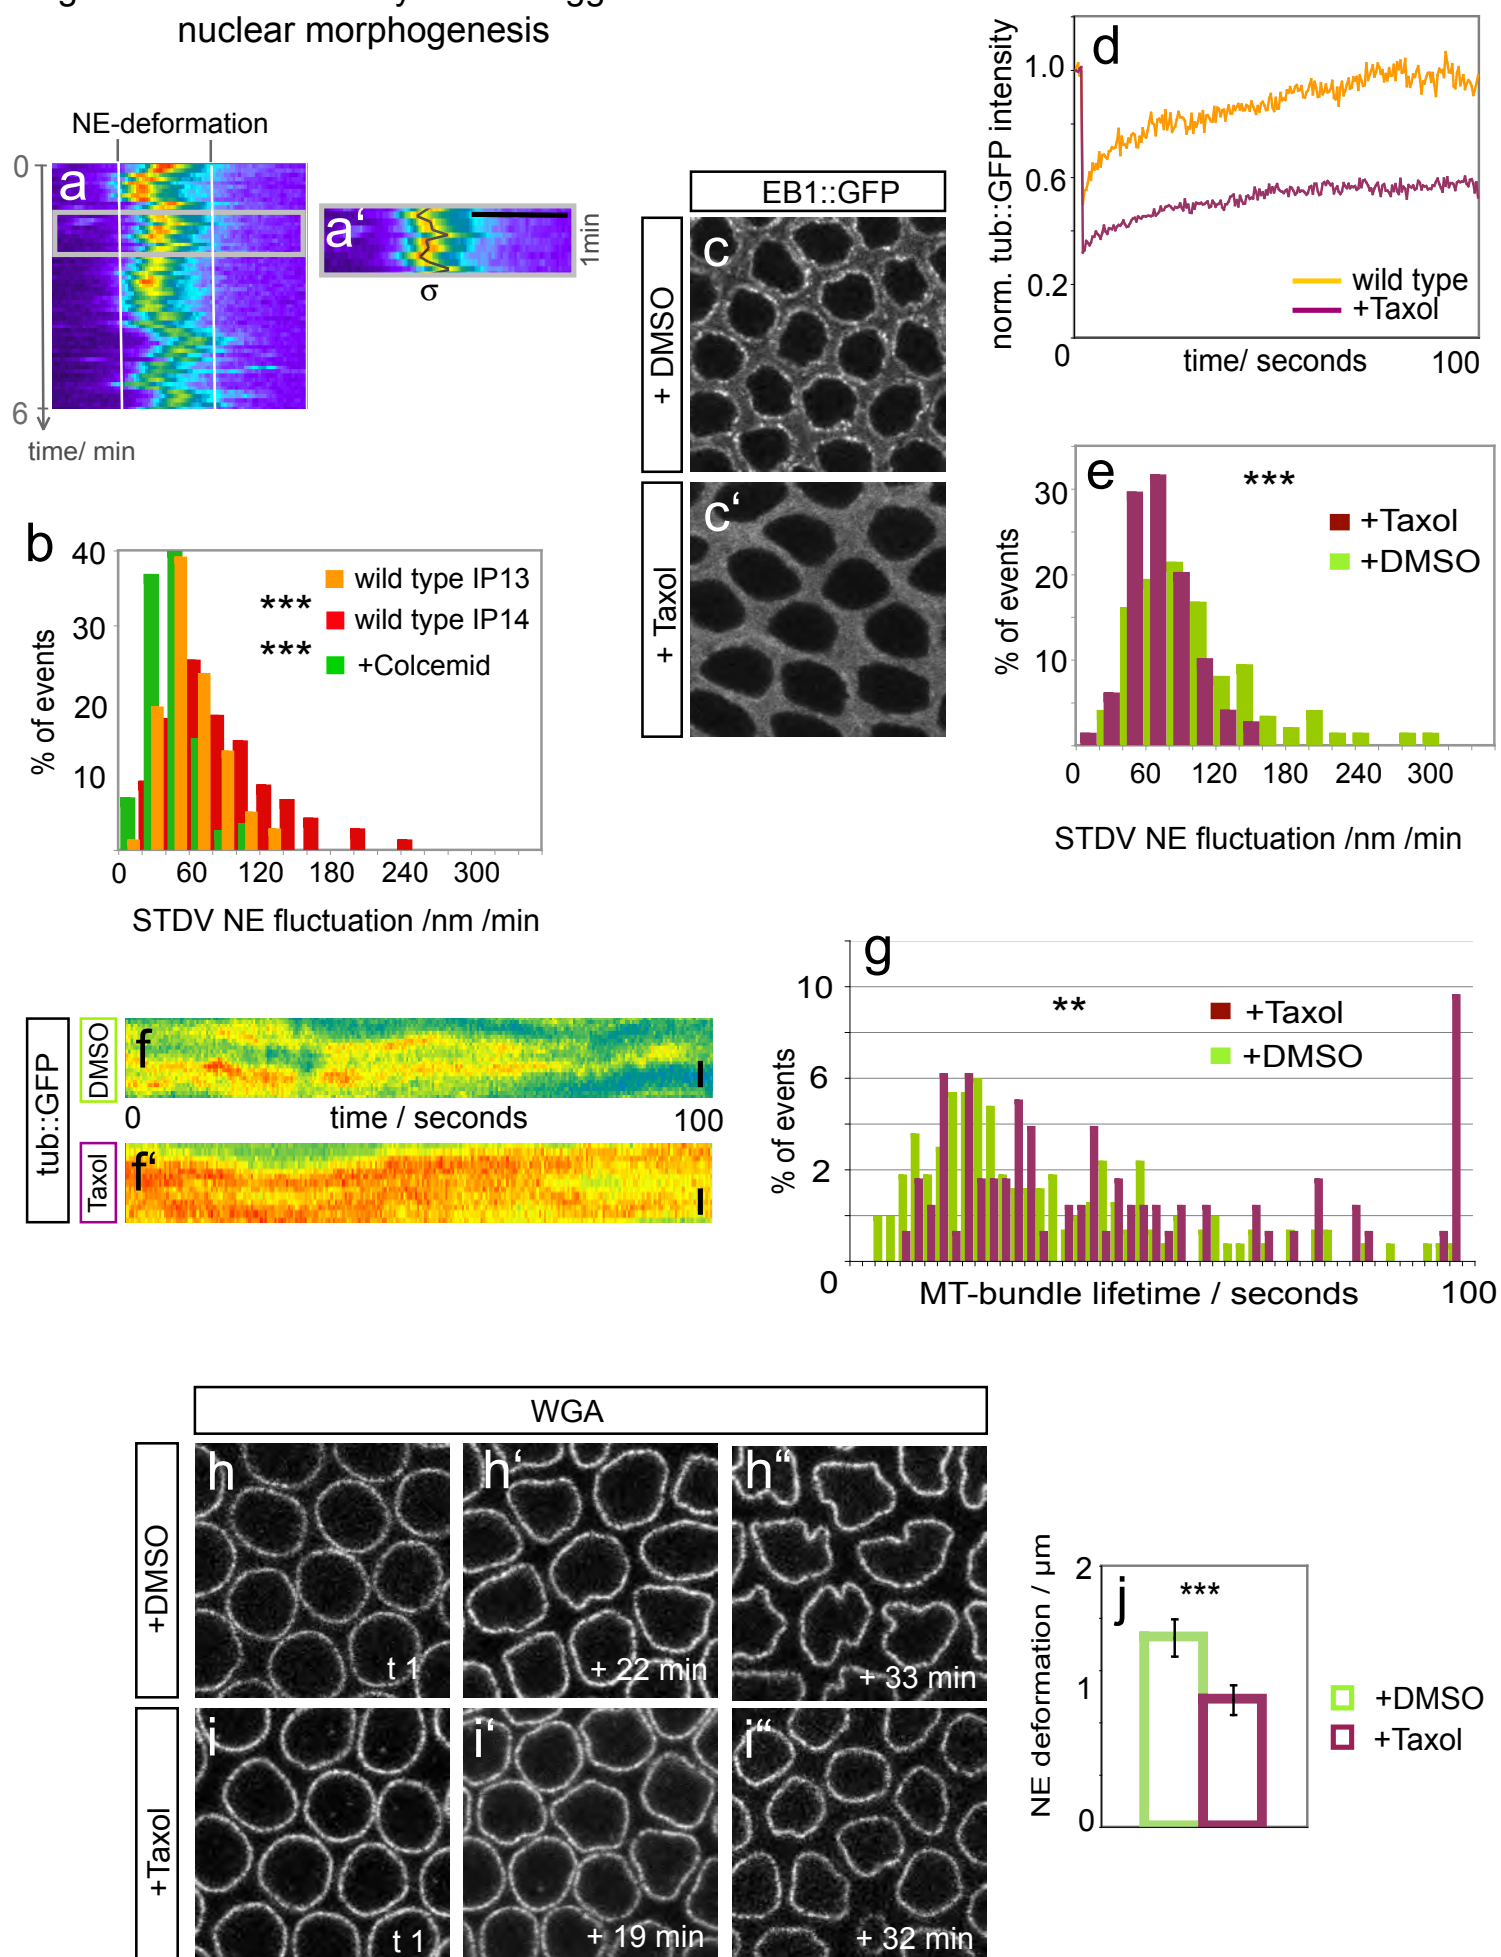 nuclear morphogenesis
NE-deformation
0
a
6
time/ min
a‘
σ
1min
b
40
30
20
10
% of events
***
***
wild type IP13
wild type IP14
+Colcemid
0 60 120 180 240 300
STDV NE fluctuation /nm /min
EB1::GFP
+ DMSO
c
+ Taxol
c‘
d
norm. tub::GFP intensity
1.0
0.6
0.2
wild type
+Taxol
0
time/ seconds
100
e
***
% of events
30
20
10
+Taxol
+DMSO
0 60 120 180 240 300
STDV NE fluctuation /nm /min
tub::GFP
DMSO
f
0
time / seconds
100
Taxol
f‘
g
**
% of events
10
6
2
+Taxol
+DMSO
0
MT-bundle lifetime / seconds
100
WGA
+DMSO
h
t 1
h‘
+ 22 min
h“
+ 33 min
+Taxol
i
t 1
i‘
+ 19 min
i“
+ 32 min
j
***
NE deformation / µm
2
1
0
+DMSO
+Taxol